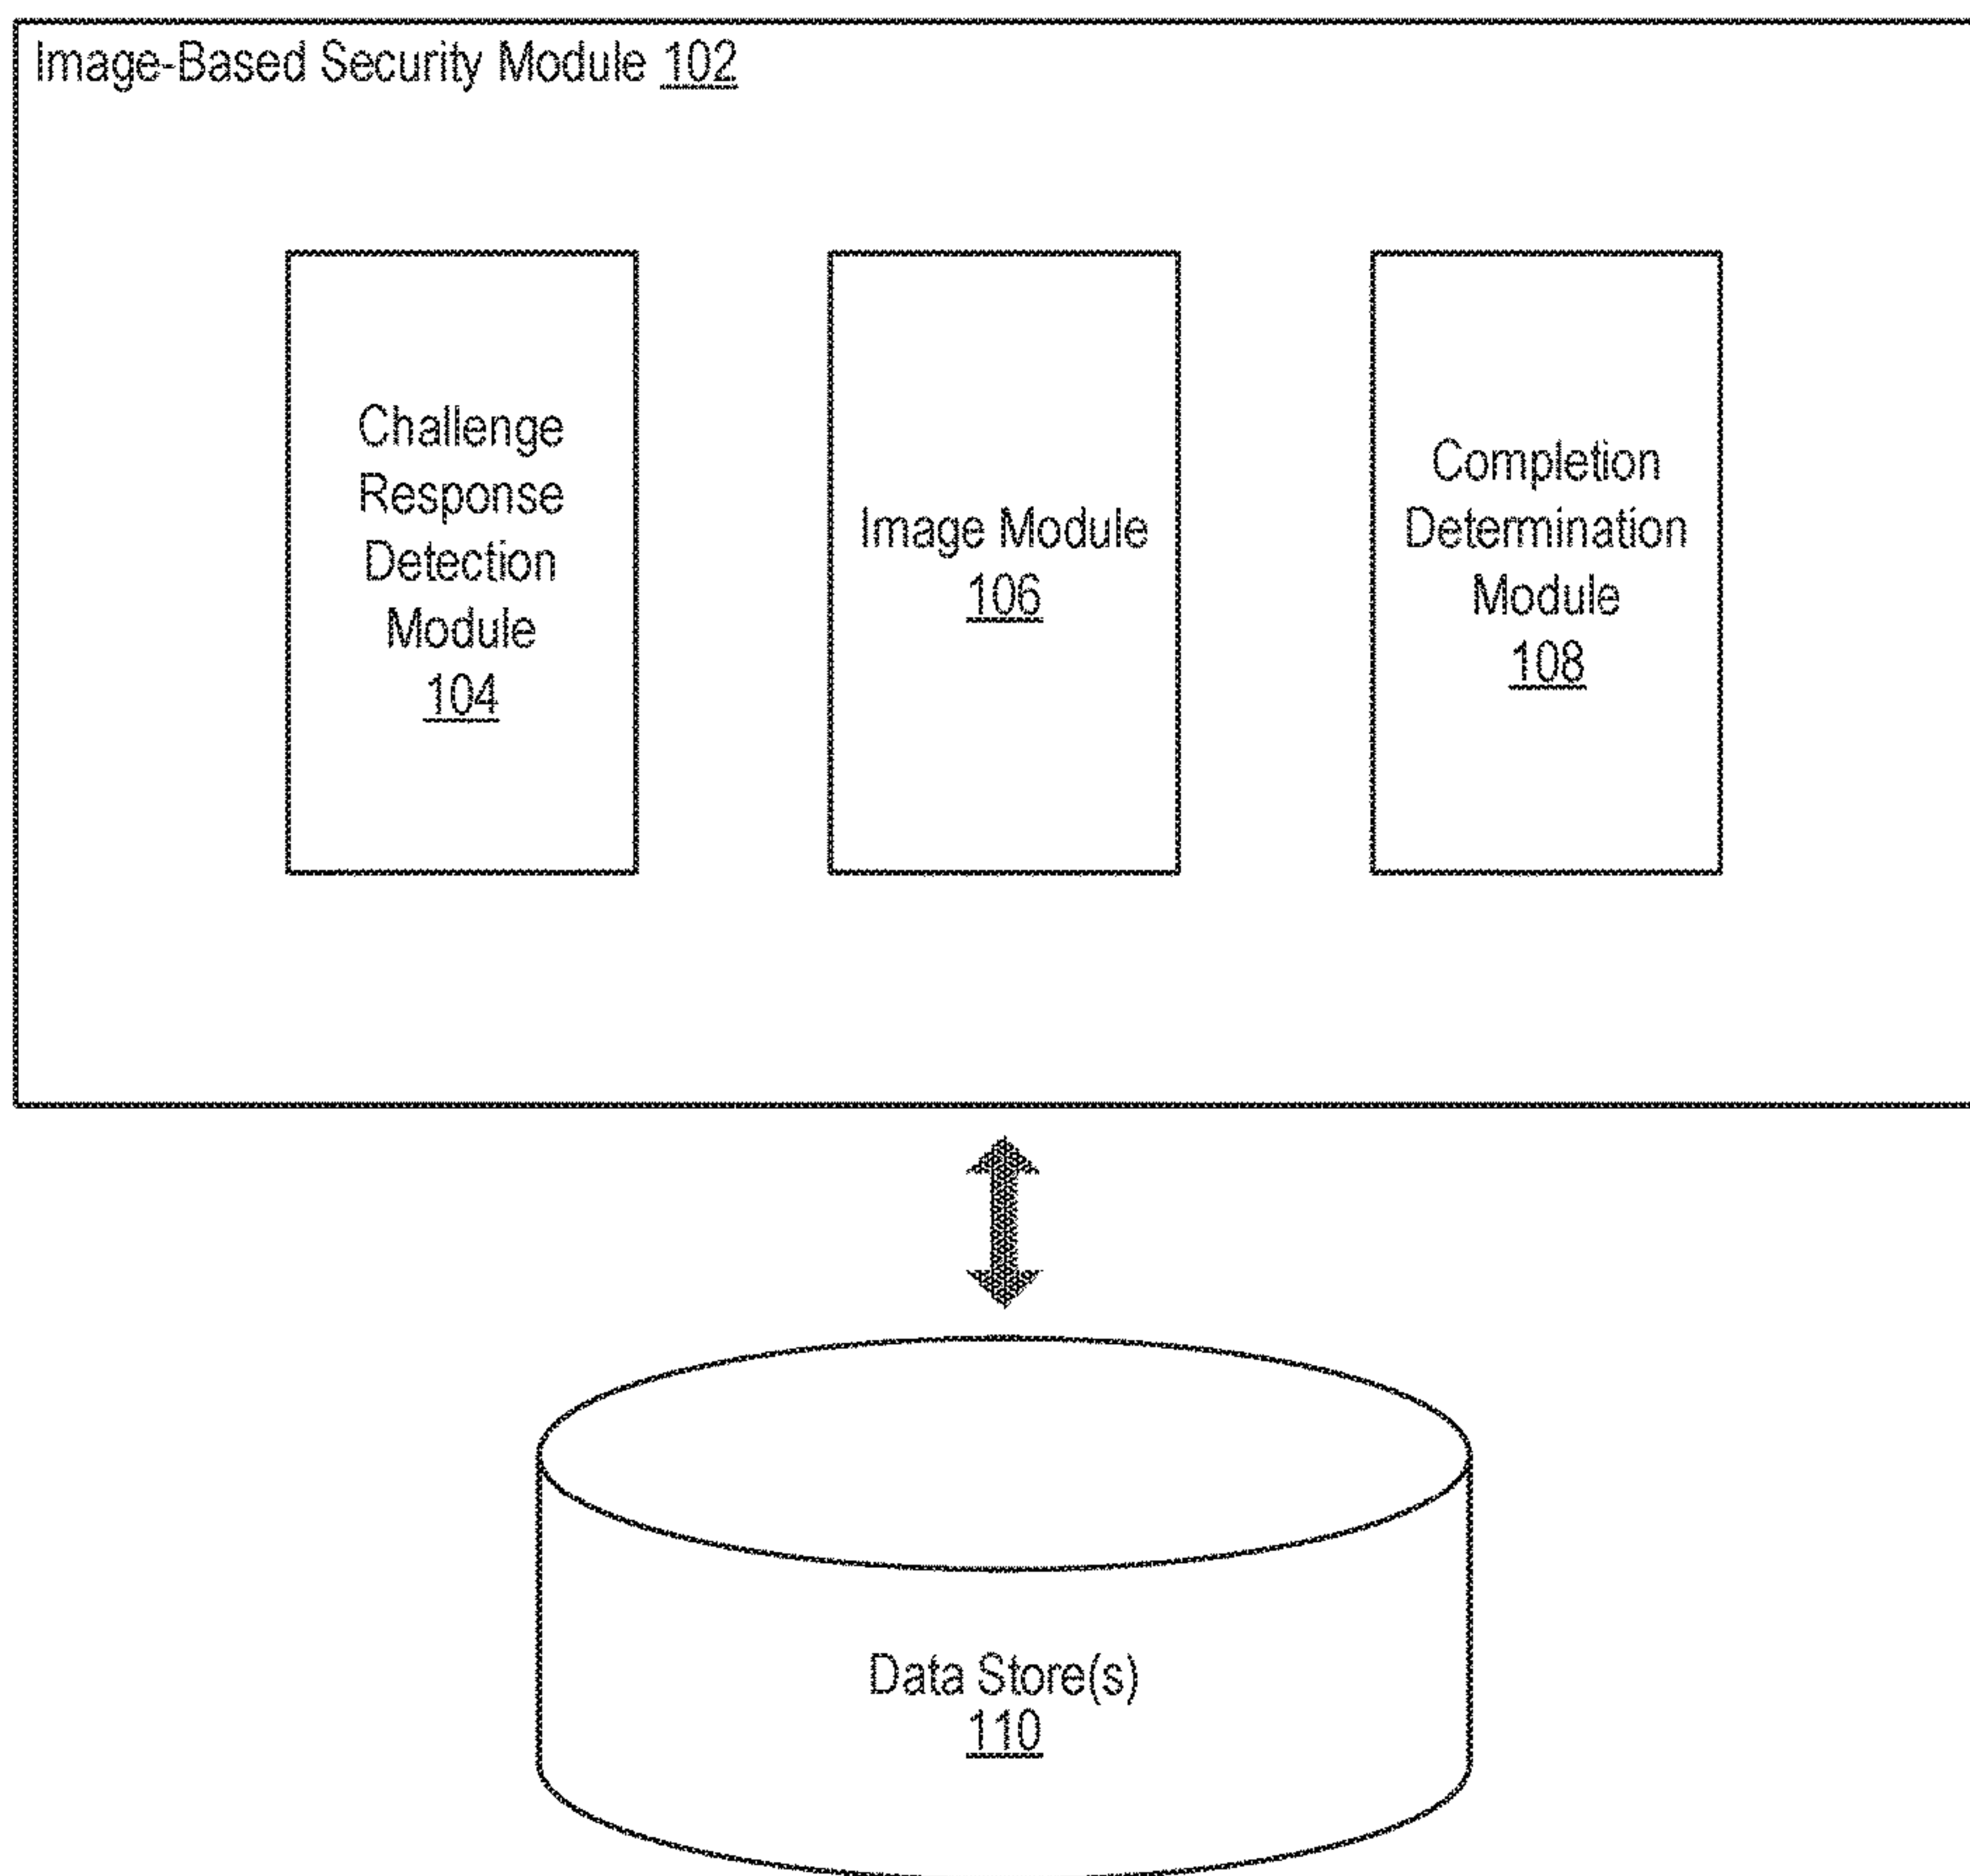 Image-Based Security Module 102
Challenge
Response
Detection
Module
104
Image Module
106
Completion
Determination
Module
108
Data Store(s)
110